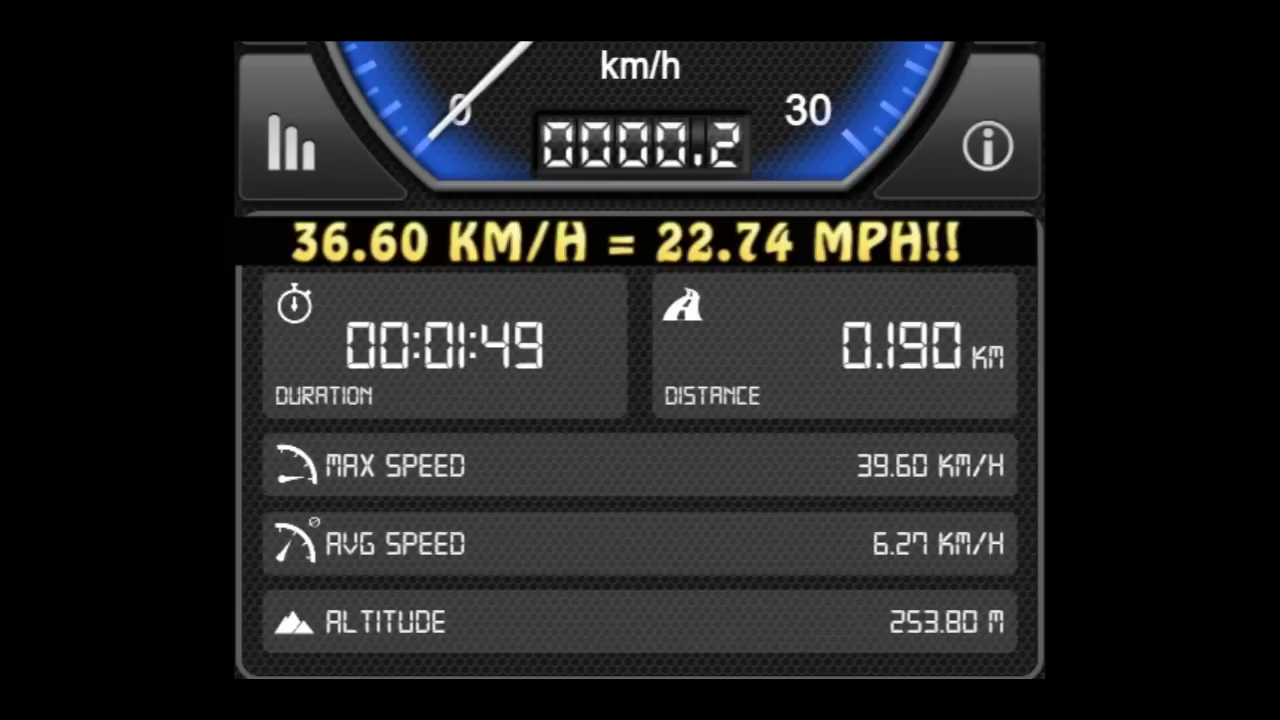 km/h
0
30
0000.2
36.60 KM/H = 22.74 MPH!!
00:01:49
DURATION
0.190 KM
DISTANCE
MAX SPEED 39.60 KM/H
AVG SPEED 6.27 KM/H
ALTITUDE 253.80 M